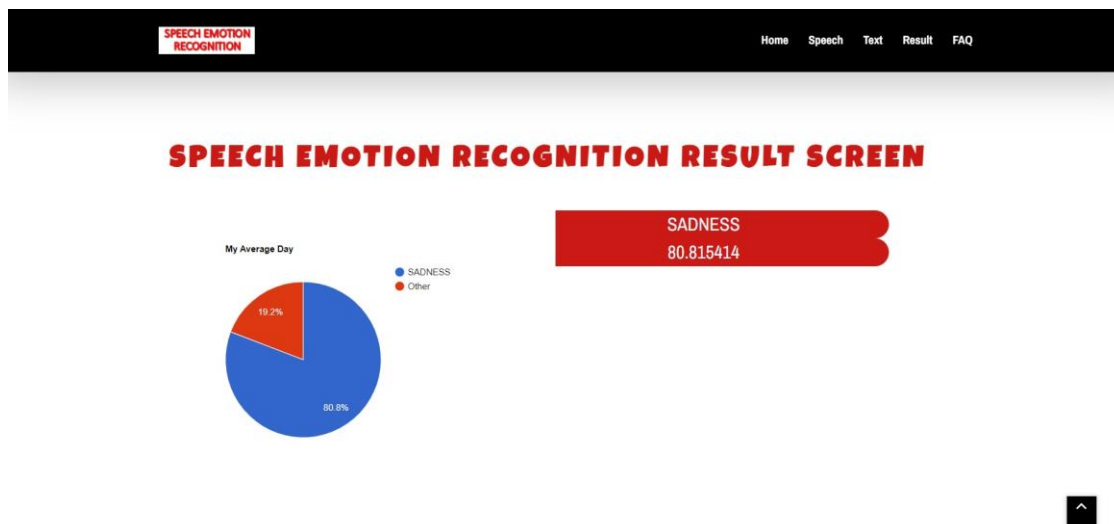 SPEECH EMOTION
RECOGNITION
Home Speech Text Result FAQ
SPEECH EMOTION RECOGNITION RESULT SCREEN
SADNESS
80.815414
My Average Day
SADNESS
Other
19.2%
80.8%